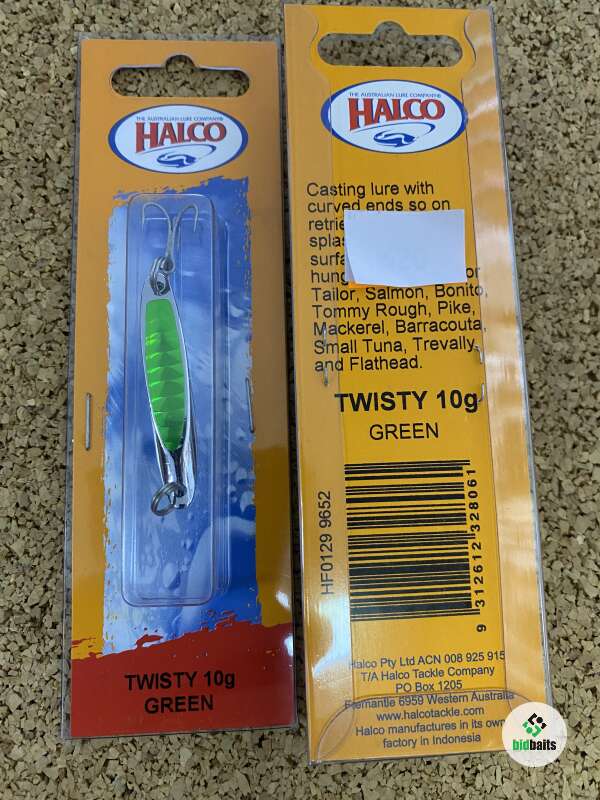 THE AUSTRALIAN LURE COMPANY®
HALCO
TWISTY 10g
GREEN
THE AUSTRALIAN LURE COMPANY®
HALCO
Casting lure with
curved ends so on
retrie
splas
surfa
hung or
Tailor, Salmon, Bonito,
Tommy Rough, Pike,
Mackerel, Barracouta,
Small Tuna, Trevally
and Flathead.
TWISTY 10g
GREEN
HF0129 9652
9 312612 328061
Halco Pty Ltd ACN 008 925 915
T/A Halco Tackle Company
PO Box 1205
Fremantle 6959 Western Australia
www.halcotackle.com
Halco manufactures in its own
factory in Indonesia
bidbaits